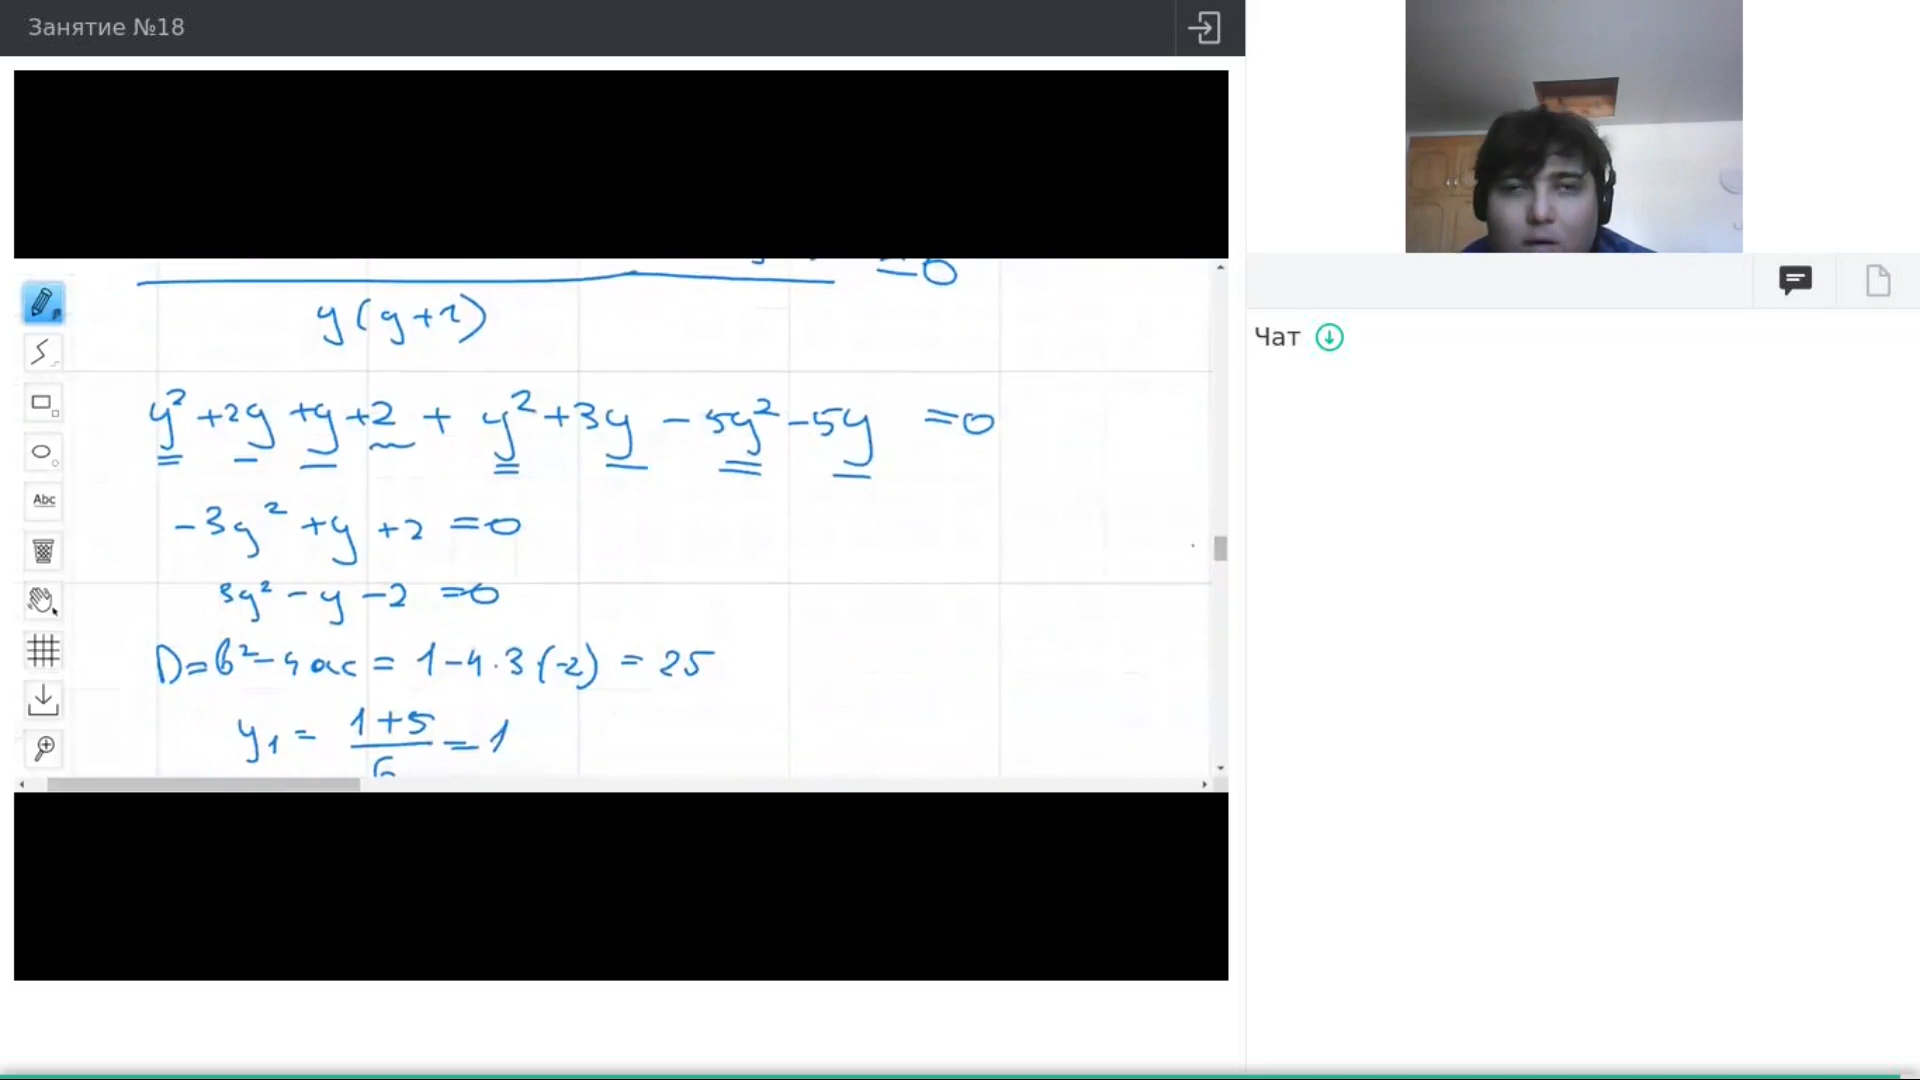 Занятие №18
= 0
y(y+1)
y² +2y +y +2 + y² +3y - 5y² -5y = 0
-3y² +y +2 = 0
3y² - y - 2 = 0
D = b² - 4ac = 1 - 4 · 3 (-2) = 25
y₁ = (1+5)/6 = 1
Abc
Чат